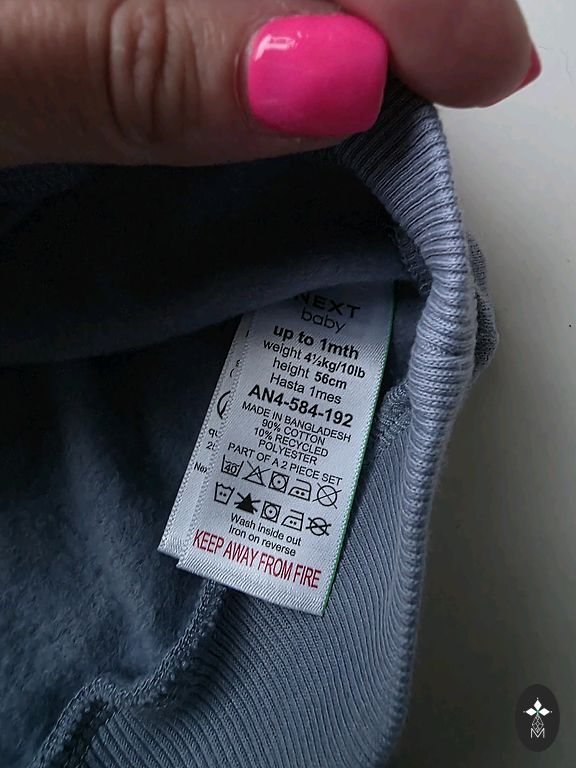 NEXT
baby
up to 1mth
weight 4½kg/10lb
height 56cm
Hasta 1mes
AN4-584-192
MADE IN BANGLADESH
90% COTTON
10% RECYCLED
POLYESTER
PART OF A 2 PIECE SET
40
Wash inside out
Iron on reverse
KEEP AWAY FROM FIRE
Nex
M